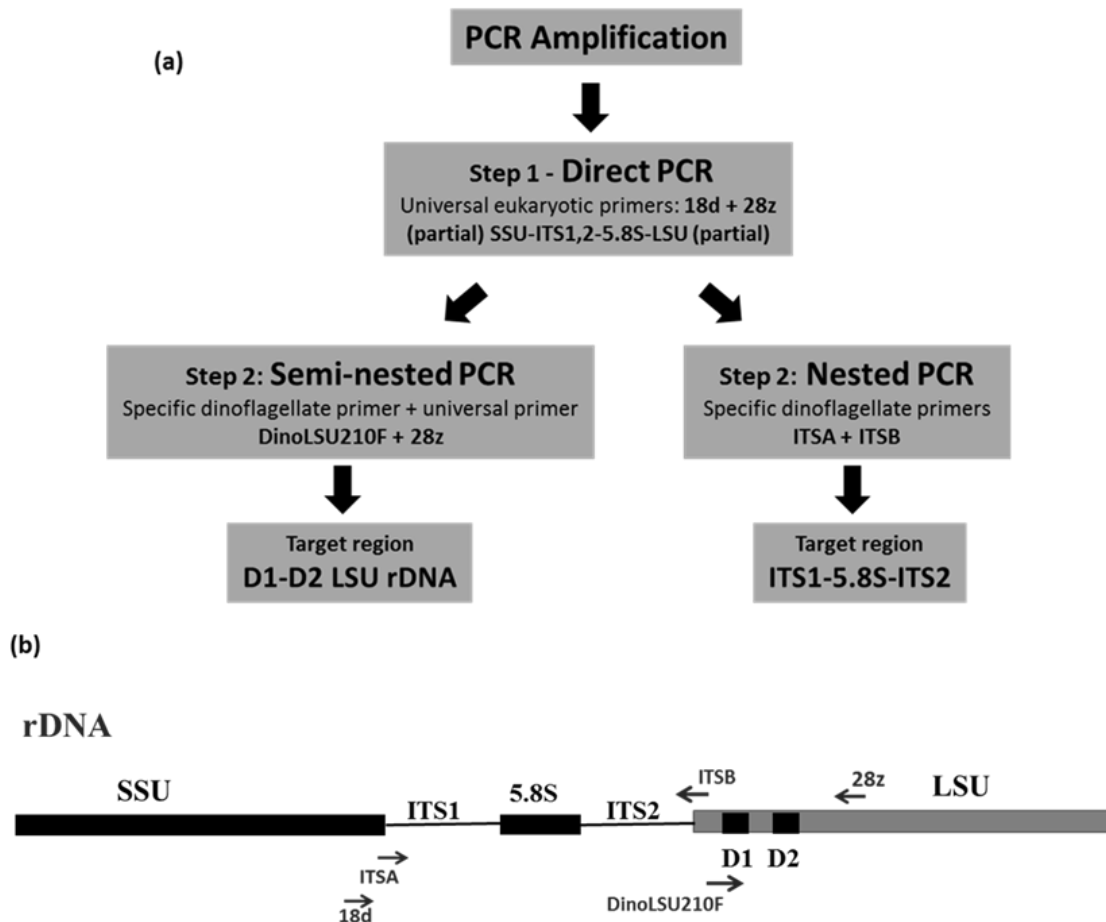 (a)
PCR Amplification
Step 1 - Direct PCR
Universal eukaryotic primers: 18d + 28z
(partial) SSU-ITS1,2-5.8S-LSU (partial)
Step 2: Semi-nested PCR
Specific dinoflagellate primer + universal primer
DinoLSU210F + 28z
Step 2: Nested PCR
Specific dinoflagellate primers
ITSA + ITSB
Target region
D1-D2 LSU rDNA
Target region
ITS1-5.8S-ITS2
(b)
rDNA
SSU
ITS1
5.8S
ITS2
ITSB
28z
LSU
D1
D2
ITSA
18d
DinoLSU210F